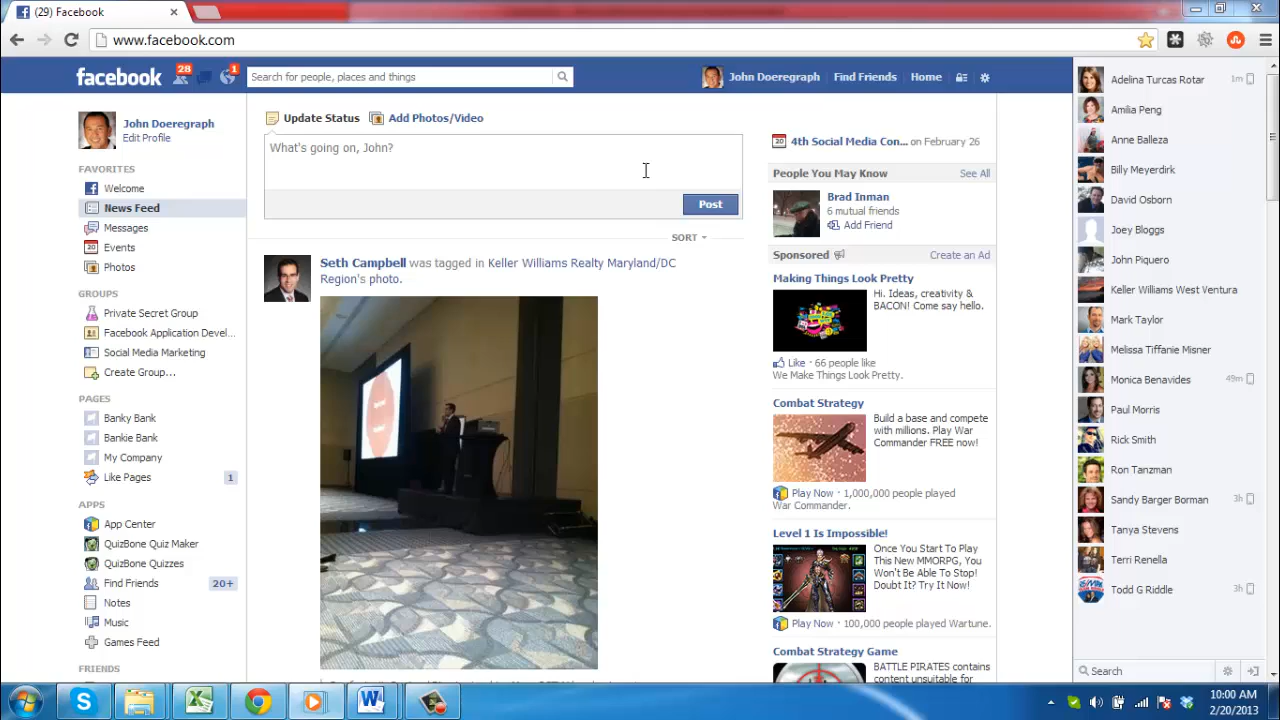 (29) Facebook
www.facebook.com
facebook
28
1
Search for people, places and things
John Doeregraph
Find Friends
Home
John Doeregraph
Edit Profile
FAVORITES
Welcome
News Feed
Messages
Events
Photos
GROUPS
Private Secret Group
Facebook Application Devel...
Social Media Marketing
Create Group...
PAGES
Banky Bank
Bankie Bank
My Company
Like Pages 1
APPS
App Center
QuizBone Quiz Maker
QuizBone Quizzes
Find Friends 20+
Notes
Music
Games Feed
FRIENDS
Update Status Add Photos/Video
What's going on, John?
Post
SORT
Seth Campbell was tagged in Keller Williams Realty Maryland/DC
Region's photo.
4th Social Media Con... on February 26
People You May Know See All
Brad Inman
6 mutual friends
Add Friend
Sponsored Create an Ad
Making Things Look Pretty
Hi. Ideas, creativity &
BACON! Come say hello.
Like · 66 people like
We Make Things Look Pretty.
Combat Strategy
Build a base and compete
with millions. Play War
Commander FREE now!
Play Now · 1,000,000 people played
War Commander.
Level 1 Is Impossible!
Once You Start To Play
This New MMORPG, You
Won't Be Able To Stop!
Doubt It? Try It Now!
Play Now · 100,000 people played Wartune.
Combat Strategy Game
BATTLE PIRATES contains
content unsuitable for
Adelina Turcas Rotar 1m
Amilia Peng
Anne Balleza
Billy Meyerdirk
David Osborn
Joey Bloggs
John Piquero
Keller Williams West Ventura
Mark Taylor
Melissa Tiffanie Misner
Monica Benavides 49m
Paul Morris
Rick Smith
Ron Tanzman
Sandy Barger Borman 3h
Tanya Stevens
Terri Renella
Todd G Riddle 3h
Search
10:00 AM
2/20/2013